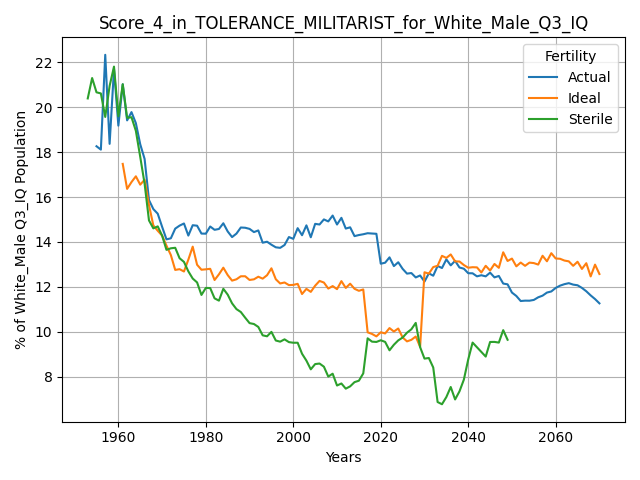 Score_4_in_TOLERANCE_MILITARIST_for_White_Male_Q3_IQ
% of White_Male Q3_IQ Population
22
20
18
16
14
12
10
8
Fertility
Actual
Ideal
Sterile
1960 1980 2000 2020 2040 2060
Years